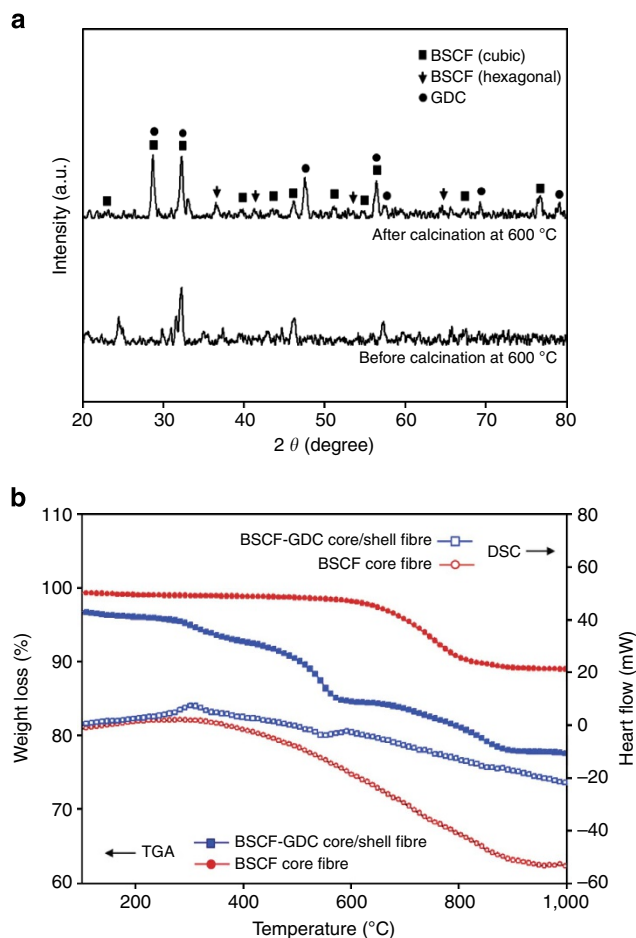 a
BSCF (cubic)
BSCF (hexagonal)
GDC
Intensity (a.u.)
After calcination at 600 °C
Before calcination at 600 °C
20 30 40 50 60 70 80
2 θ (degree)
b
110 80
BSCF-GDC core/shell fibre
DSC
BSCF core fibre
60
100
40
Weight loss (%)
90
20
Heart flow (mW)
80
0
−20
70
−40
TGA
BSCF-GDC core/shell fibre
BSCF core fibre
60 −60
200 400 600 800 1,000
Temperature (°C)